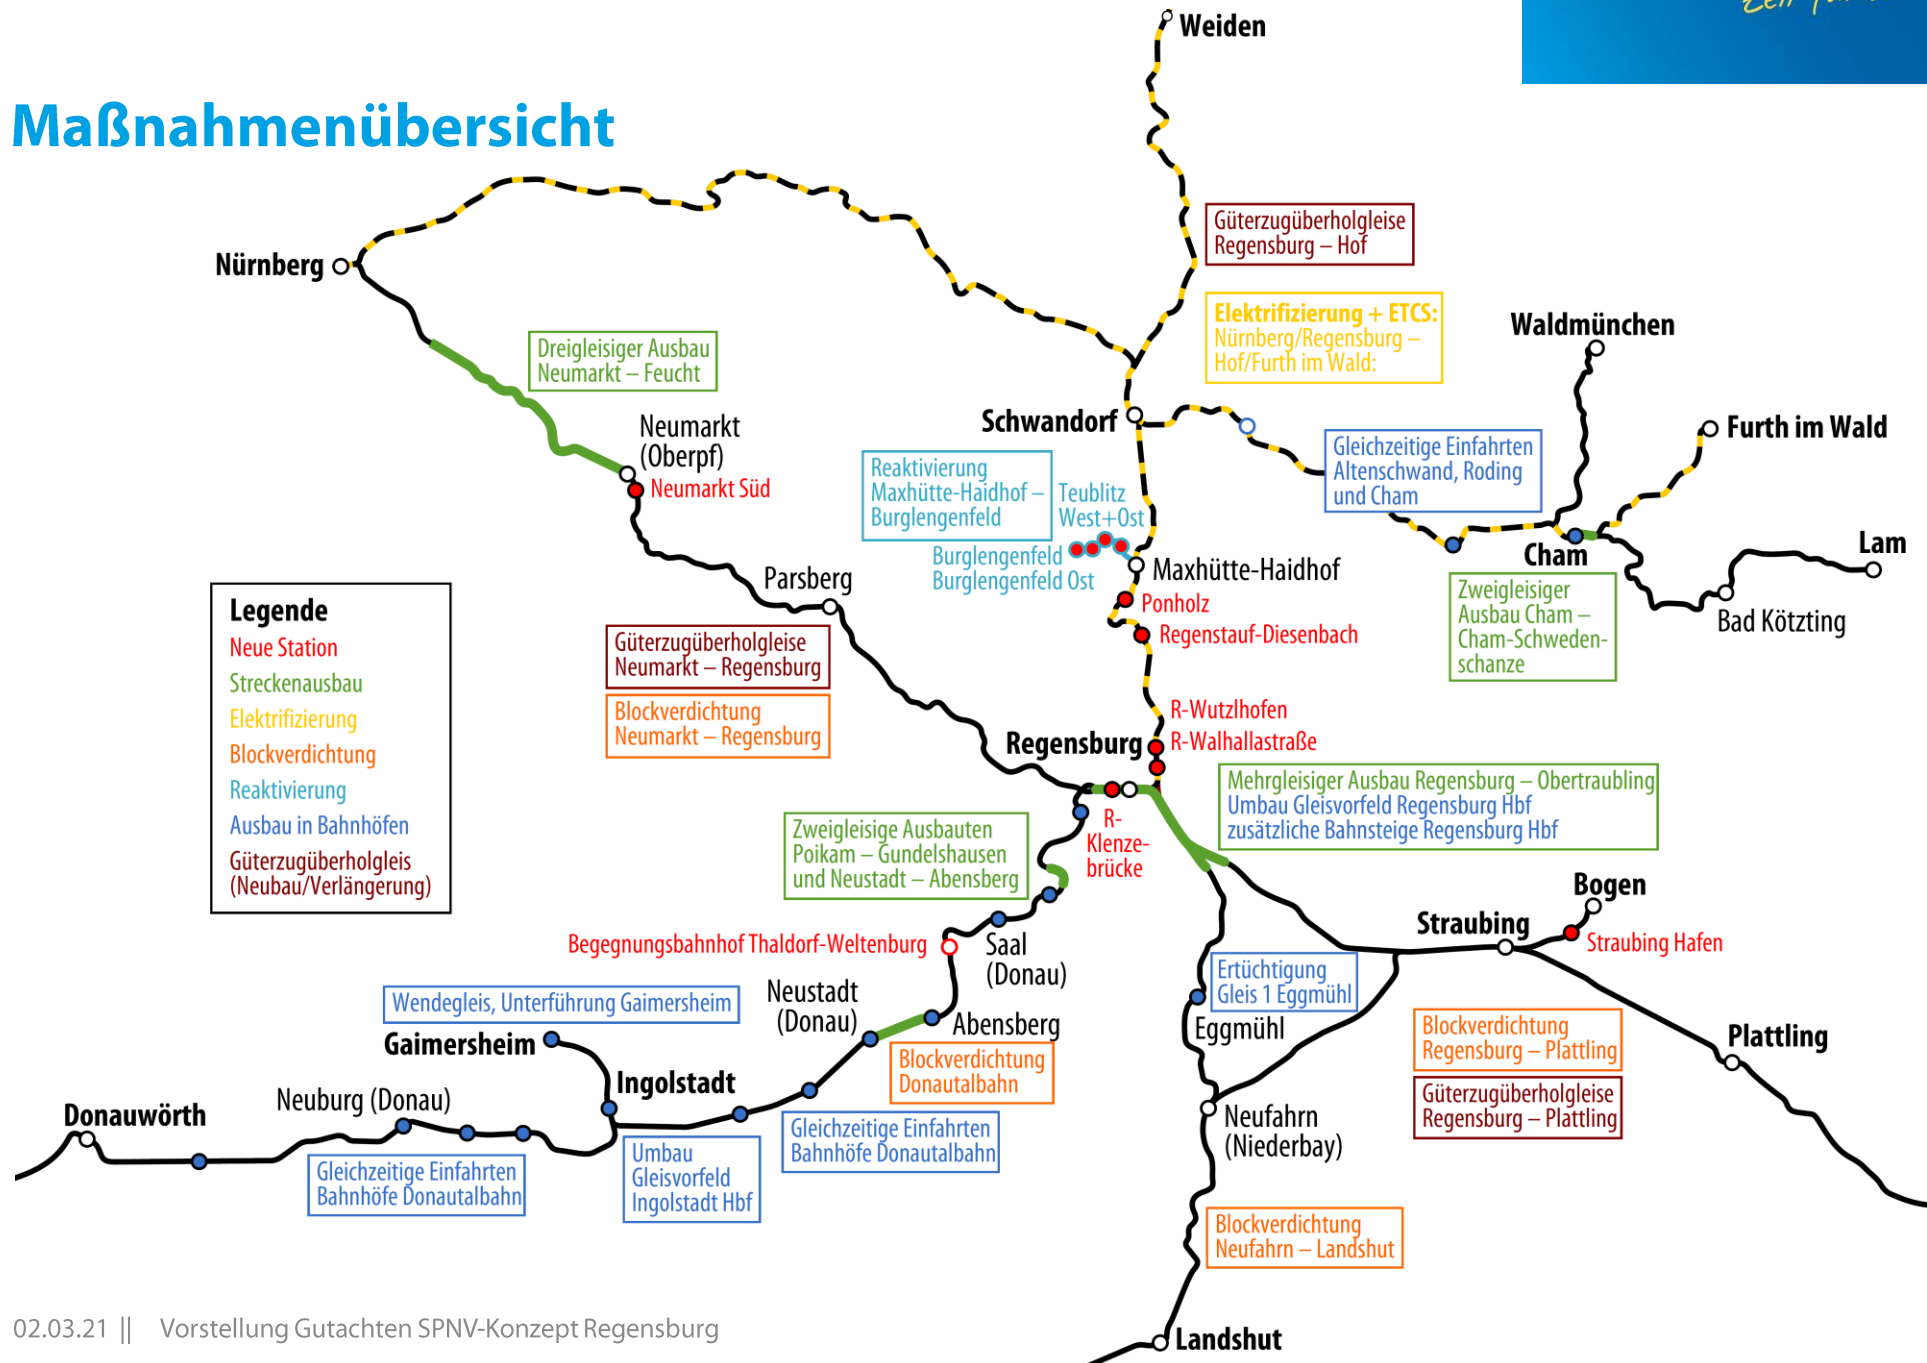 Maßnahmenübersicht
Weiden
Nürnberg
Güterzugüberholgleise
Regensburg – Hof
Elektrifizierung + ETCS:
Nürnberg/Regensburg –
Hof/Furth im Wald:
Waldmünchen
Dreigleisiger Ausbau
Neumarkt – Feucht
Schwandorf
Furth im Wald
Neumarkt
(Oberpf)
Neumarkt Süd
Gleichzeitige Einfahrten
Altenschwand, Roding
und Cham
Reaktivierung
Maxhütte-Haidhof –
Burglengenfeld
Teublitz
West+Ost
Burglengenfeld
Burglengenfeld Ost
Maxhütte-Haidhof
Cham
Lam
Parsberg
Ponholz
Regenstauf-Diesenbach
Zweigleisiger
Ausbau Cham –
Cham-Schweden-
schanze
Bad Kötzting
Legende
Neue Station
Streckenausbau
Elektrifizierung
Blockverdichtung
Reaktivierung
Ausbau in Bahnhöfen
Güterzugüberholgleis
(Neubau/Verlängerung)
Güterzugüberholgleise
Neumarkt – Regensburg
Blockverdichtung
Neumarkt – Regensburg
R-Wutzlhofen
Regensburg
R-Walhallastraße
Mehrgleisiger Ausbau Regensburg – Obertraubling
Umbau Gleisvorfeld Regensburg Hbf
zusätzliche Bahnsteige Regensburg Hbf
R-
Klenze-
brücke
Zweigleisige Ausbauten
Poikam – Gundelshausen
und Neustadt – Abensberg
Bogen
Straubing
Straubing Hafen
Begegnungsbahnhof Thaldorf-Weltenburg
Saal
(Donau)
Ertüchtigung
Gleis 1 Eggmühl
Eggmühl
Wendegleis, Unterführung Gaimersheim
Neustadt
(Donau)
Abensberg
Gaimersheim
Blockverdichtung
Donautalbahn
Blockverdichtung
Regensburg – Plattling
Plattling
Güterzugüberholgleise
Regensburg – Plattling
Ingolstadt
Neuburg (Donau)
Donauwörth
Neufahrn
(Niederbay)
Gleichzeitige Einfahrten
Bahnhöfe Donautalbahn
Umbau
Gleisvorfeld
Ingolstadt Hbf
Gleichzeitige Einfahrten
Bahnhöfe Donautalbahn
Blockverdichtung
Neufahrn – Landshut
Landshut
02.03.21 || Vorstellung Gutachten SPNV-Konzept Regensburg